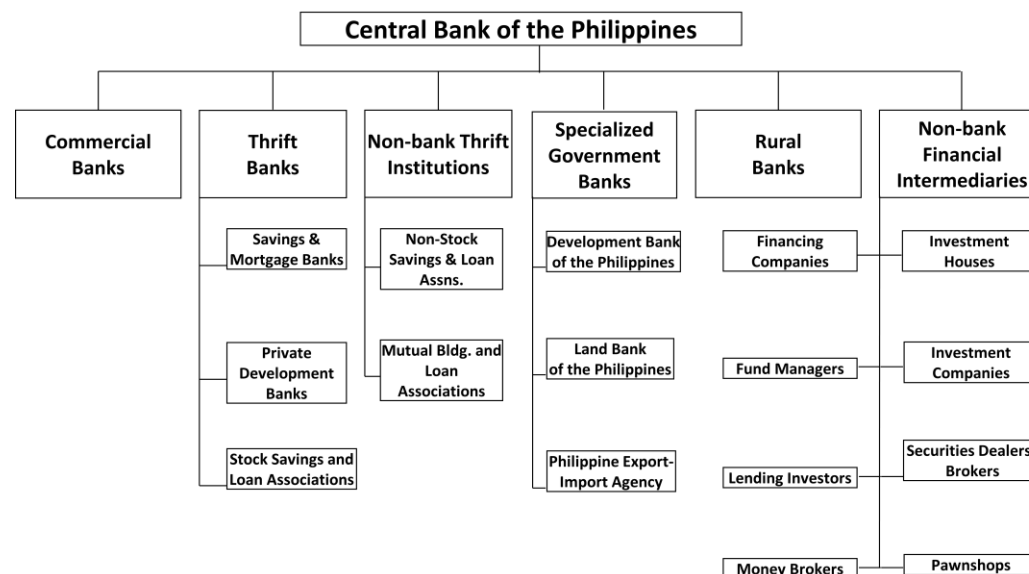 Central Bank of the Philippines
Commercial
Banks
Thrift
Banks
Non-bank Thrift
Institutions
Specialized
Government
Banks
Rural
Banks
Non-bank
Financial
Intermediaries
Savings &
Mortgage Banks
Non-Stock
Savings & Loan
Assns.
Development Bank
of the Philippines
Financing
Companies
Investment
Houses
Private
Development
Banks
Mutual Bldg. and
Loan
Associations
Land Bank
of the Philippines
Fund Managers
Investment
Companies
Stock Savings and
Loan Associations
Philippine Export-
Import Agency
Lending Investors
Securities Dealers
Brokers
Money Brokers
Pawnshops